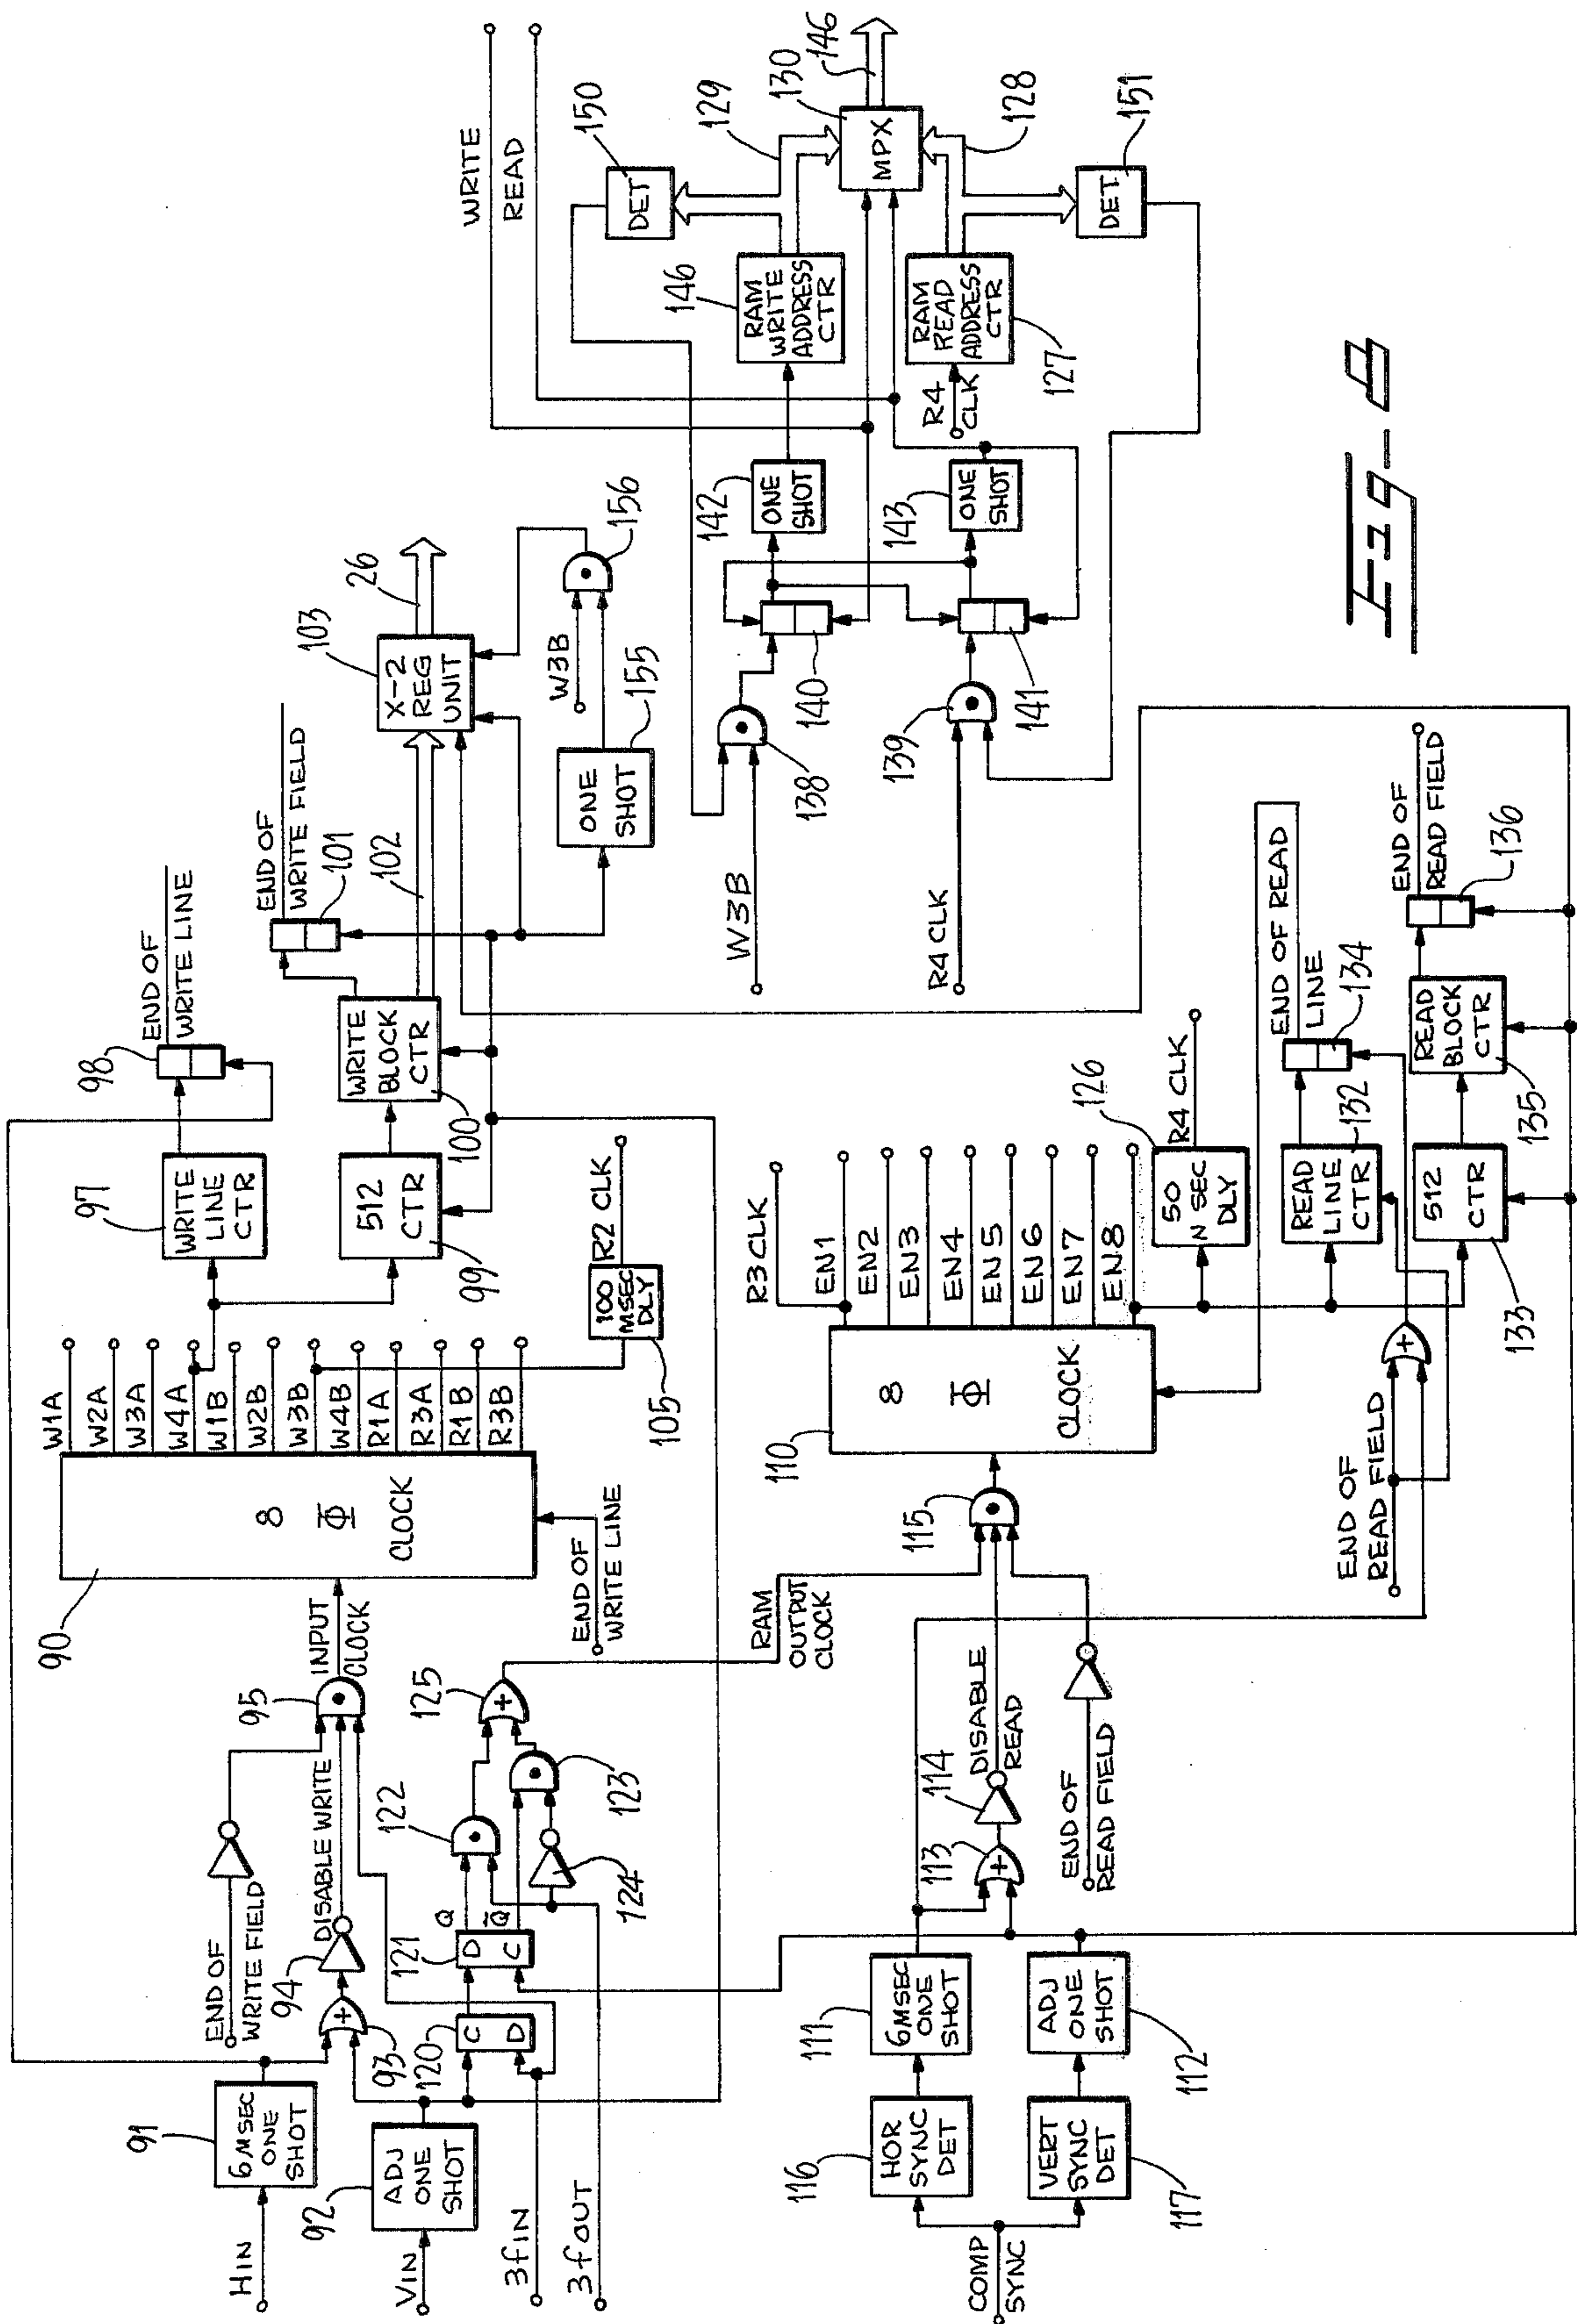 HIN
91
6MSEC
ONE
SHOT
VIN
92
ADJ
ONE
SHOT
3fIN
3fOUT
END OF
WRITE FIELD
94
DISABLE WRITE
93
95
INPUT
CLOCK
120
C
D
121
D
C
Q
Q̅
122
123
124
125
RAM
OUTPUT
CLOCK
90
8
Φ
CLOCK
END OF
WRITE LINE
W1A
W2A
W3A
W4A
W1B
W2B
W3B
W4B
R1A
R3A
R1B
R3B
105
100
MSEC
DLY
R2 CLK
97
WRITE
LINE
CTR
98
END OF
WRITE LINE
99
512
CTR
100
WRITE
BLOCK
CTR
101
END OF
WRITE FIELD
102
103
X-2
REG
UNIT
26
W3B
156
155
ONE
SHOT
COMP
SYNC
116
HOR
SYNC
DET
117
VERT
SYNC
DET
111
6MSEC
ONE
SHOT
112
ADJ
ONE
SHOT
113
114
DISABLE
READ
END OF
READ FIELD
115
110
8
Φ
CLOCK
R3 CLK
EN1
EN2
EN3
EN4
EN5
EN6
EN7
EN8
126
50
N SEC
DLY
R4 CLK
END OF
READ FIELD
132
READ
LINE
CTR
133
512
CTR
134
END OF READ
LINE
135
READ
BLOCK
CTR
136
END OF
READ FIELD
W3B
138
R4 CLK
139
140
141
142
ONE
SHOT
143
ONE
SHOT
WRITE
READ
146
RAM
WRITE
ADDRESS
CTR
R4
CLK
127
RAM
READ
ADDRESS
CTR
150
DET
151
DET
129
128
130
MPX
146
Fig-8